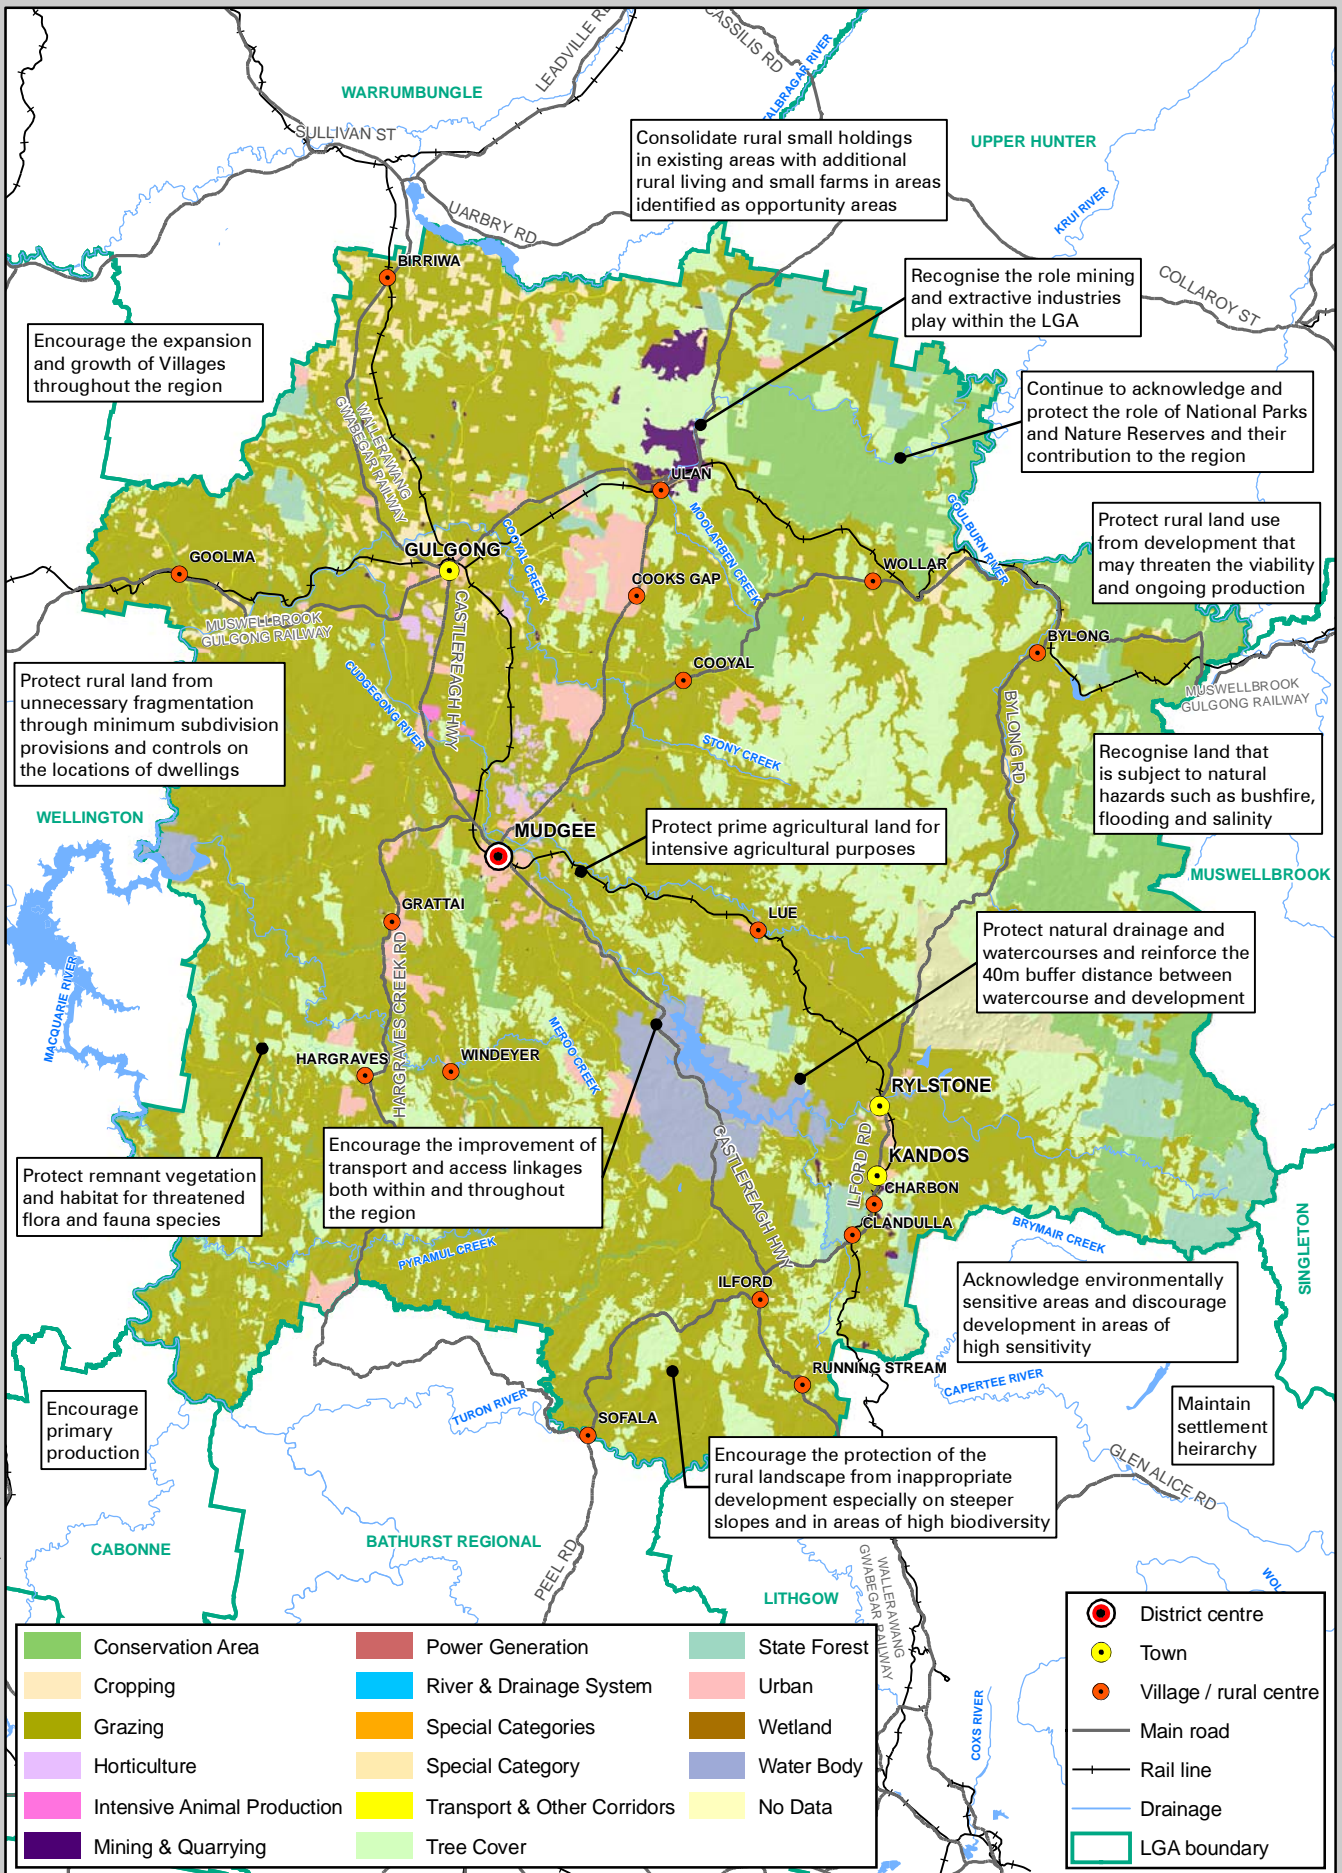 WARRUMBUNGLE
LEADVILLE RD
CASSILIS RD
TALBRAGAR RIVER
SULLIVAN ST
UPPER HUNTER
Consolidate rural small holdings
in existing areas with additional
rural living and small farms in areas
identified as opportunity areas
UARBRY RD
KRUI RIVER
COLLAROY ST
BIRRIWA
Recognise the role mining
and extractive industries
play within the LGA
Encourage the expansion
and growth of Villages
throughout the region
Continue to acknowledge and
protect the role of National Parks
and Nature Reserves and their
contribution to the region
WALLERAWANG
GWABEGAR RAILWAY
ULAN
MOOLARBEN CREEK
GOULBURN RIVER
COOYAL CREEK
Protect rural land use
from development that
may threaten the viability
and ongoing production
GOOLMA
GULGONG
COOKS GAP
WOLLAR
MUSWELLBROOK
GULGONG RAILWAY
CASTLEREAGH HWY
BYLONG
COOYAL
CUDGEGONG RIVER
Protect rural land from
unnecessary fragmentation
through minimum subdivision
provisions and controls on
the locations of dwellings
MUSWELLBROOK
GULGONG RAILWAY
BYLONG RD
STONY CREEK
Recognise land that
is subject to natural
hazards such as bushfire,
flooding and salinity
WELLINGTON
MUDGEE
Protect prime agricultural land for
intensive agricultural purposes
MUSWELLBROOK
GRATTAI
LUE
Protect natural drainage and
watercourses and reinforce the
40m buffer distance between
watercourse and development
MACQUARIE RIVER
HARGRAVES CREEK RD
MEROO CREEK
HARGRAVES
WINDEYER
RYLSTONE
Encourage the improvement of
transport and access linkages
both within and throughout
the region
CASTLEREAGH HWY
ILFORD RD
KANDOS
CHARBON
CLANDULLA
Protect remnant vegetation
and habitat for threatened
flora and fauna species
PYRAMUL CREEK
BRYMAIR CREEK
SINGLETON
ILFORD
Acknowledge environmentally
sensitive areas and discourage
development in areas of
high sensitivity
RUNNING STREAM
CAPERTEE RIVER
Encourage
primary
production
TURON RIVER
SOFALA
Maintain
settlement
heirarchy
Encourage the protection of the
rural landscape from inappropriate
development especially on steeper
slopes and in areas of high biodiversity
GLEN ALICE RD
CABONNE
BATHURST REGIONAL
PEEL RD
LITHGOW
WALLERAWANG
GWABEGAR RAILWAY
COXS RIVER
Conservation Area
Cropping
Grazing
Horticulture
Intensive Animal Production
Mining & Quarrying
Power Generation
River & Drainage System
Special Categories
Special Category
Transport & Other Corridors
Tree Cover
State Forest
Urban
Wetland
Water Body
No Data
District centre
Town
Village / rural centre
Main road
Rail line
Drainage
LGA boundary